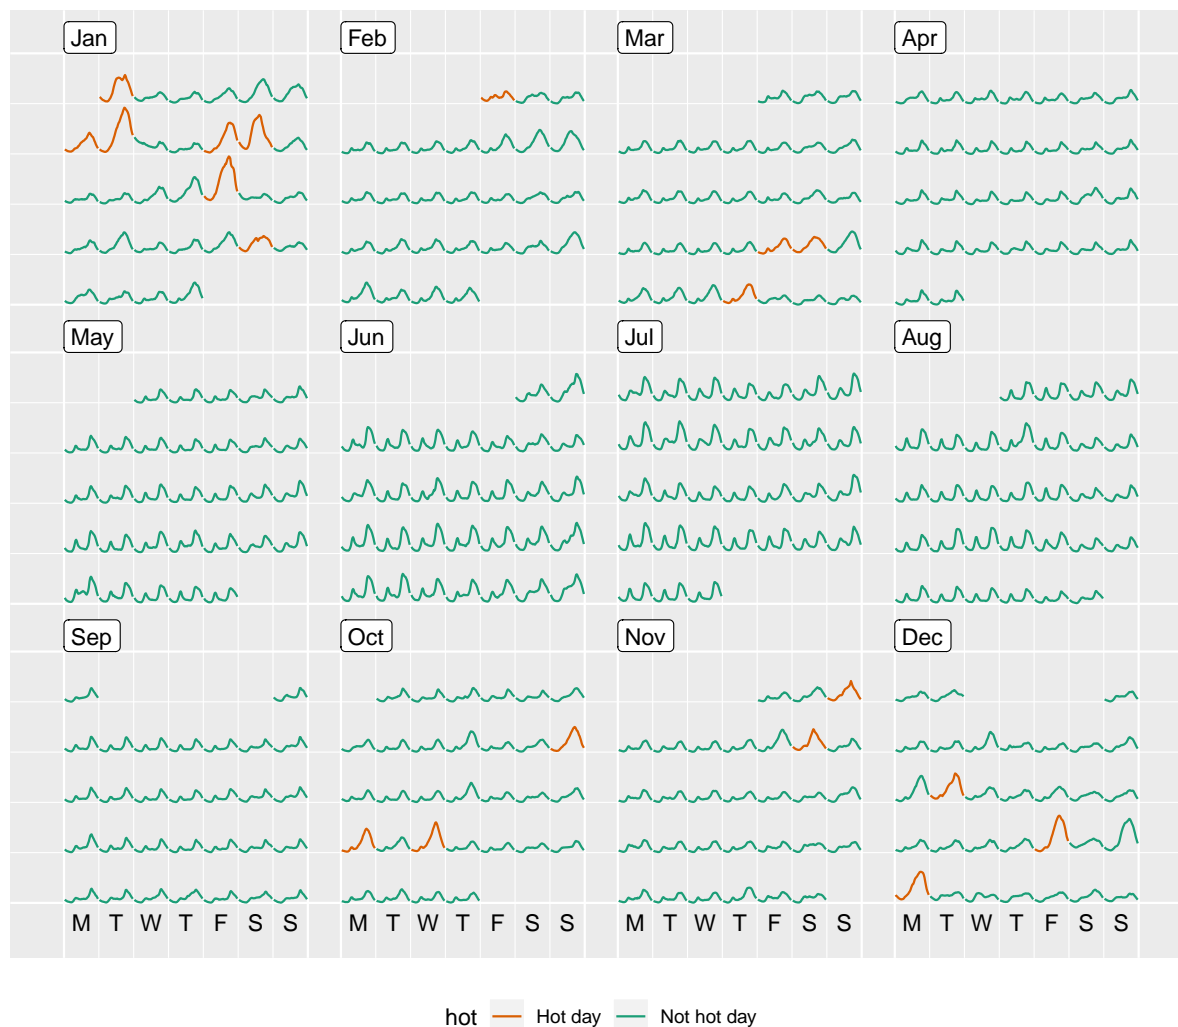 Jan Feb Mar Apr
May Jun Jul Aug
Sep Oct Nov Dec
M T W T F S S M T W T F S S M T W T F S S M T W T F S S
hot Hot day Not hot day